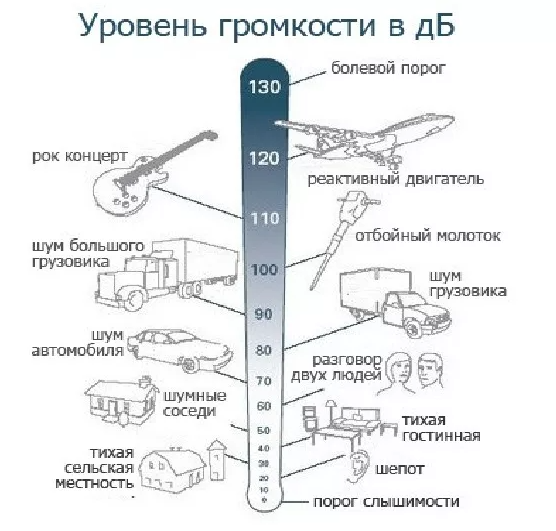 Уровень громкости в дБ
болевой порог
130
рок концерт
120
реактивный двигатель
110
отбойный молоток
шум большого
грузовика
100
шум
грузовика
90
шум
автомобиля
80
разговор
двух людей
70
шумные
соседи
60
тихая
гостинная
50
40
тихая
сельская
местность
30
шепот
20
10
0
порог слышимости